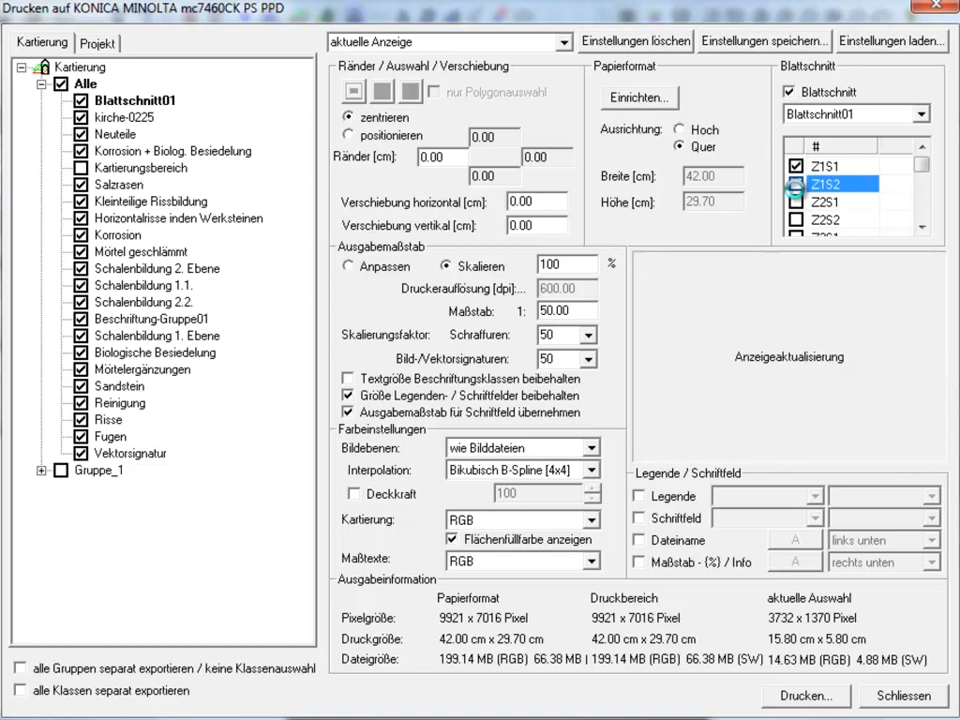 Drucken auf KONICA MINOLTA mc7460CK PS PPD
Kartierung
Projekt
Kartierung
Alle
Blattschnitt01
kirche-0225
Neuteile
Korrosion + Biolog. Besiedelung
Kartierungsbereich
Salzrasen
Kleinteilige Rissbildung
Horizontalrisse inden Werksteinen
Korrosion
Mörtel geschlämmt
Schalenbildung 2. Ebene
Schalenbildung 1.1.
Schalenbildung 2.2.
Beschriftung-Gruppe01
Schalenbildung 1. Ebene
Biologische Besiedelung
Mörtelergänzungen
Sandstein
Reinigung
Risse
Fugen
Vektorsignatur
Gruppe_1
alle Gruppen separat exportieren / keine Klassenauswahl
alle Klassen separat exportieren
aktuelle Anzeige
Einstellungen löschen
Einstellungen speichern...
Einstellungen laden...
Ränder / Auswahl / Verschiebung
nur Polygonauswahl
zentrieren
positionieren
0.00
Ränder [cm]:
0.00
0.00
0.00
Verschiebung horizontal [cm]:
0.00
Verschiebung vertikal [cm]:
0.00
Papierformat
Einrichten...
Ausrichtung:
Hoch
Quer
Breite [cm]:
42.00
Höhe [cm]:
29.70
Blattschnitt
Blattschnitt
Blattschnitt01
#
Z1S1
Z1S2
Z2S1
Z2S2
Ausgabemaßstab
Anpassen
Skalieren
100
%
Druckerauflösung [dpi]:...
600.00
Maßstab:
1:
50.00
Skalierungsfaktor:
Schraffuren:
50
Bild-/Vektorsignaturen:
50
Textgröße Beschriftungsklassen beibehalten
Größe Legenden- / Schriftfelder beibehalten
Ausgabemaßstab für Schriftfeld übernehmen
Anzeigeaktualisierung
Farbeinstellungen
Bildebenen:
wie Bilddateien
Interpolation:
Bikubisch B-Spline [4x4]
Deckkraft
100
Kartierung:
RGB
Flächenfüllfarbe anzeigen
Maßtexte:
RGB
Legende / Schriftfeld
Legende
Schriftfeld
Dateiname
A
links unten
Maßstab - (%) / Info
A
rechts unten
Ausgabeinformation
Papierformat
Druckbereich
aktuelle Auswahl
Pixelgröße:
9921 x 7016 Pixel
9921 x 7016 Pixel
3732 x 1370 Pixel
Druckgröße:
42.00 cm x 29.70 cm
42.00 cm x 29.70 cm
15.80 cm x 5.80 cm
Dateigröße:
199.14 MB (RGB) 66.38 MB (SW)
199.14 MB (RGB) 66.38 MB (SW)
14.63 MB (RGB) 4.88 MB (SW)
Drucken...
Schliessen